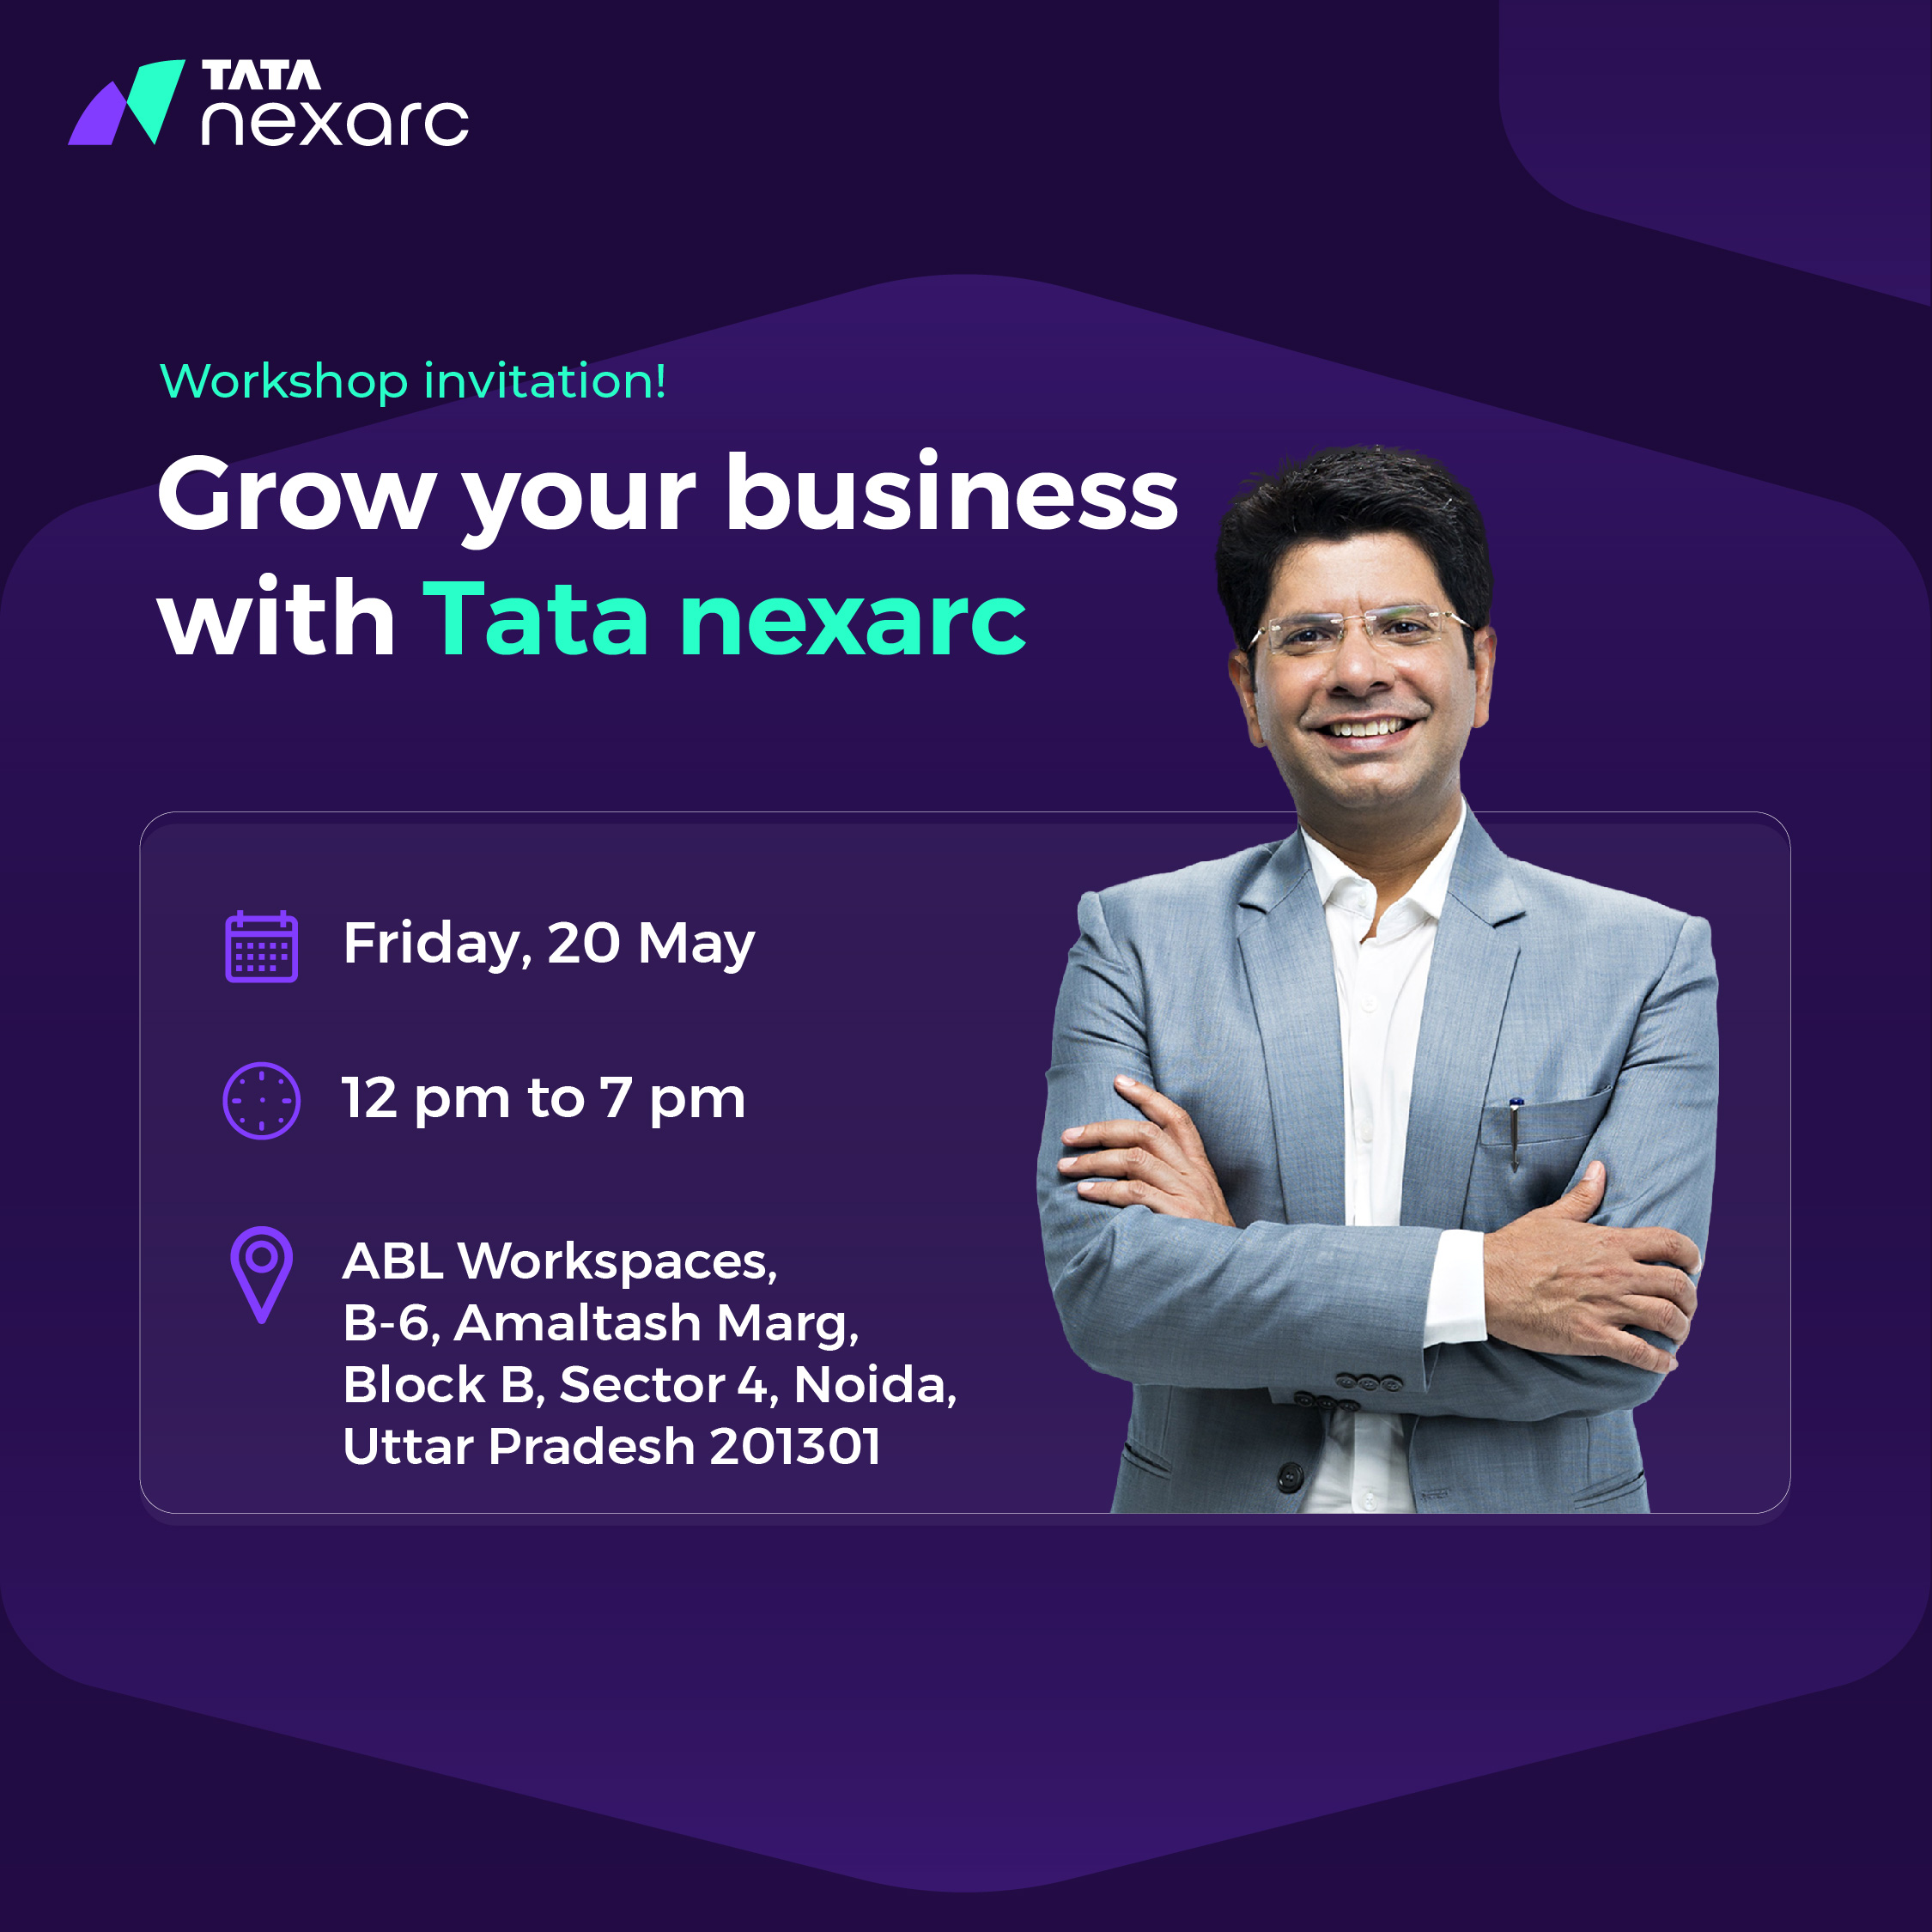 TATA
nexarc
Workshop invitation!
Grow your business
with Tata nexarc
Friday, 20 May
12 pm to 7 pm
ABL Workspaces,
B-6, Amaltash Marg,
Block B, Sector 4, Noida,
Uttar Pradesh 201301